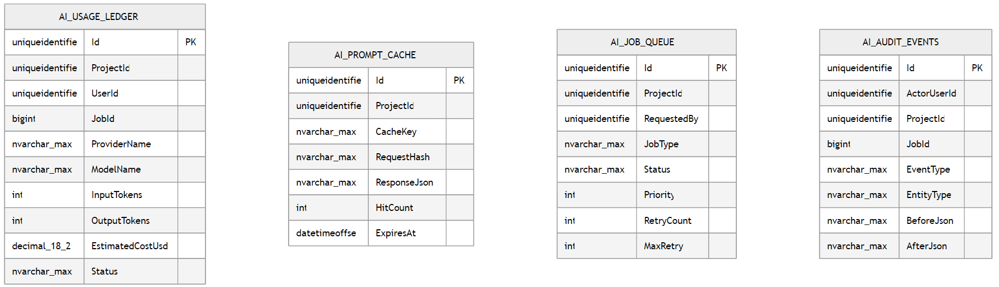 AI_USAGE_LEDGER
uniqueidentifie Id PK
uniqueidentifie ProjectId
uniqueidentifie UserId
bigint JobId
nvarchar_max ProviderName
nvarchar_max ModelName
int InputTokens
int OutputTokens
decimal_18_2 EstimatedCostUsd
nvarchar_max Status
AI_PROMPT_CACHE
uniqueidentifie Id PK
uniqueidentifie ProjectId
nvarchar_max CacheKey
nvarchar_max RequestHash
nvarchar_max ResponseJson
int HitCount
datetimeoffse ExpiresAt
AI_JOB_QUEUE
uniqueidentifie Id PK
uniqueidentifie ProjectId
uniqueidentifie RequestedBy
nvarchar_max JobType
nvarchar_max Status
int Priority
int RetryCount
int MaxRetry
AI_AUDIT_EVENTS
uniqueidentifie Id PK
uniqueidentifie ActorUserId
uniqueidentifie ProjectId
bigint JobId
nvarchar_max EventType
nvarchar_max EntityType
nvarchar_max BeforeJson
nvarchar_max AfterJson